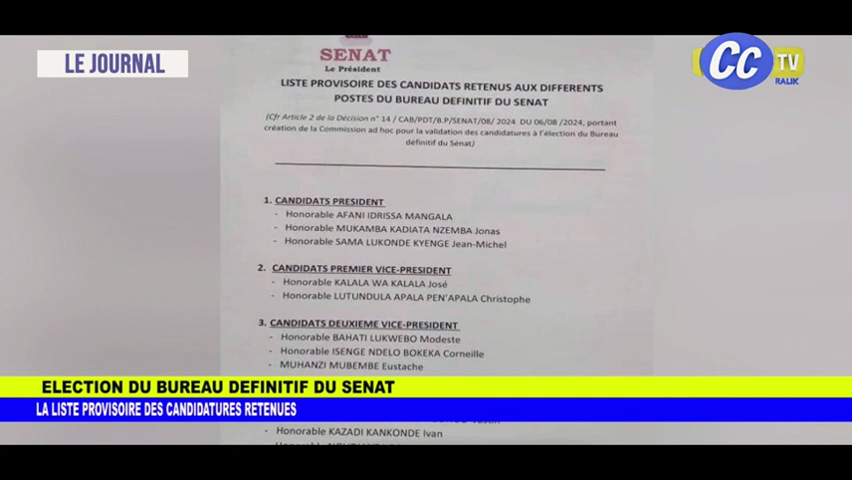 LE JOURNAL
CC TV
RALIK
SENAT
Le Président
LISTE PROVISOIRE DES CANDIDATS RETENUS AUX DIFFERENTS
POSTES DU BUREAU DEFINITIF DU SENAT
(Cfr Article 2 de la Décision n° 14 / CAB/PDT/B.P/SENAT/08/ 2024 DU 06/08 /2024, portant
création de la Commission ad hoc pour la validation des candidatures à l'élection du Bureau
définitif du Sénat)
1. CANDIDATS PRESIDENT
- Honorable AFANI IDRISSA MANGALA
- Honorable MUKAMBA KADIATA NZEMBA Jonas
- Honorable SAMA LUKONDE KYENGE Jean-Michel
2. CANDIDATS PREMIER VICE-PRESIDENT
- Honorable KALALA WA KALALA José
- Honorable LUTUNDULA APALA PEN'APALA Christophe
3. CANDIDATS DEUXIEME VICE-PRESIDENT
- Honorable BAHATI LUKWEBO Modeste
- Honorable ISENGE NDELO BOKEKA Corneille
- MUHANZI MUBEMBE Eustache
ELECTION DU BUREAU DEFINITIF DU SENAT
LA LISTE PROVISOIRE DES CANDIDATURES RETENUES
- Honorable KAZADI KANKONDE Ivan